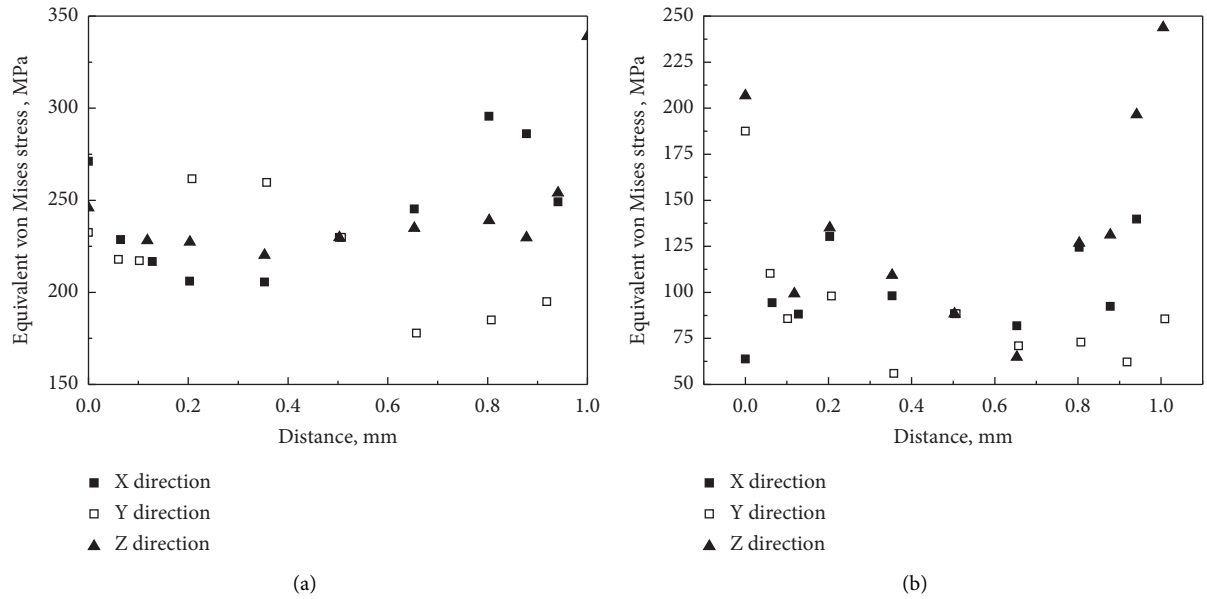 350
300
250
200
150
Equivalent von Mises stress , MPa
0.0
0.2
0.4
0.6
0.8
1.0
Distance, mm
X direction
Y direction
Z direction
(a)
250
225
200
175
150
125
100
75
50
Equivalent von Mises stress , MPa
0.0
0.2
0.4
0.6
0.8
1.0
Distance, mm
X direction
Y direction
Z direction
(b)